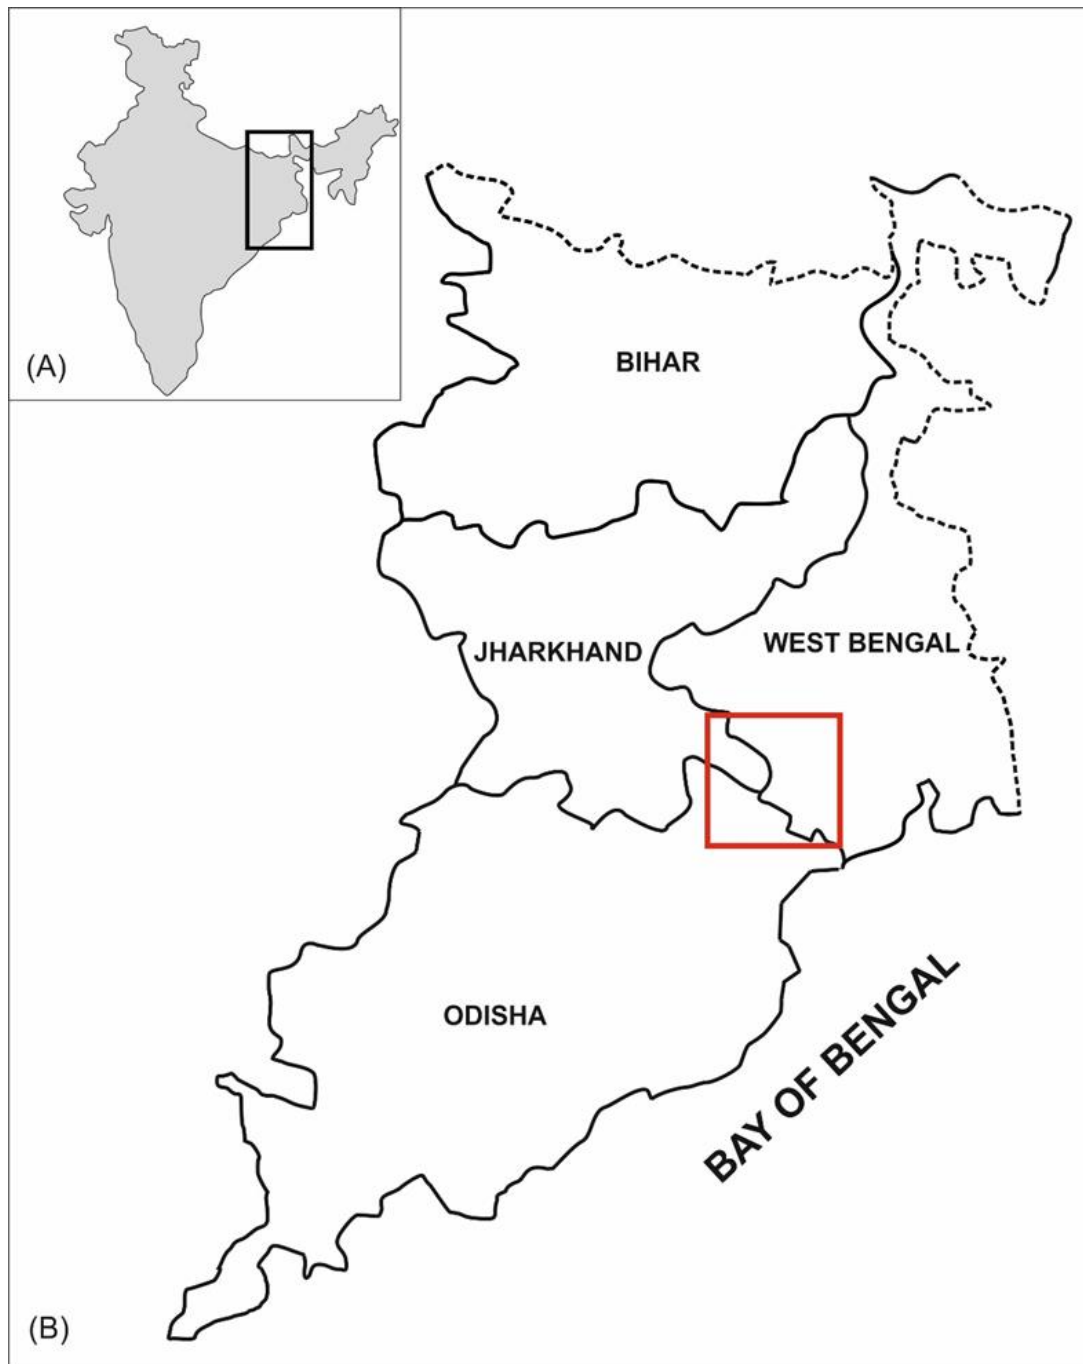 (A)
BIHAR
JHARKHAND
WEST BENGAL
ODISHA
BAY OF BENGAL
(B)